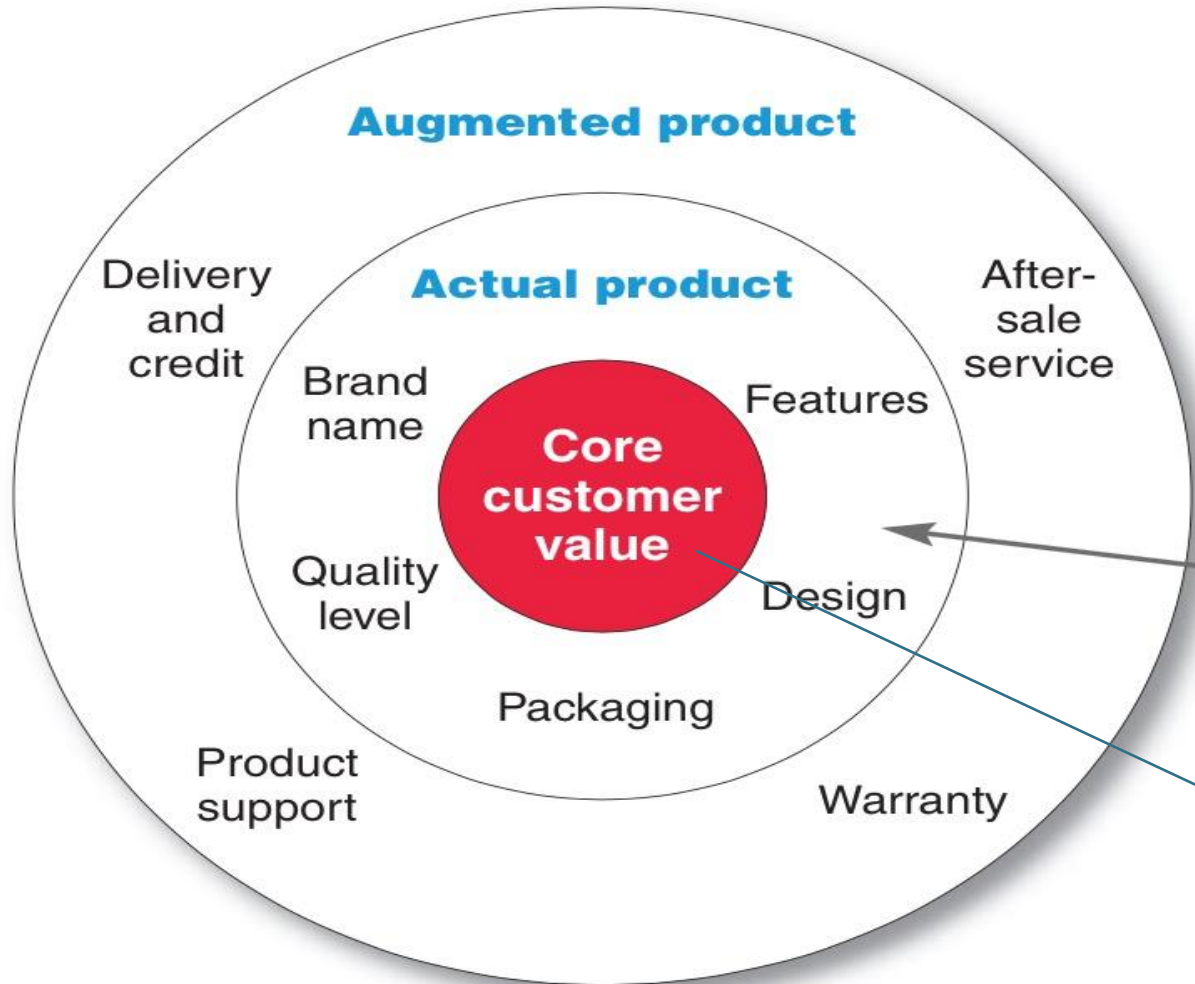 Augmented product
Delivery
and
credit
After-
sale
service
Actual product
Brand
name
Features
Core
customer
value
Quality
level
Design
Packaging
Product
support
Warranty